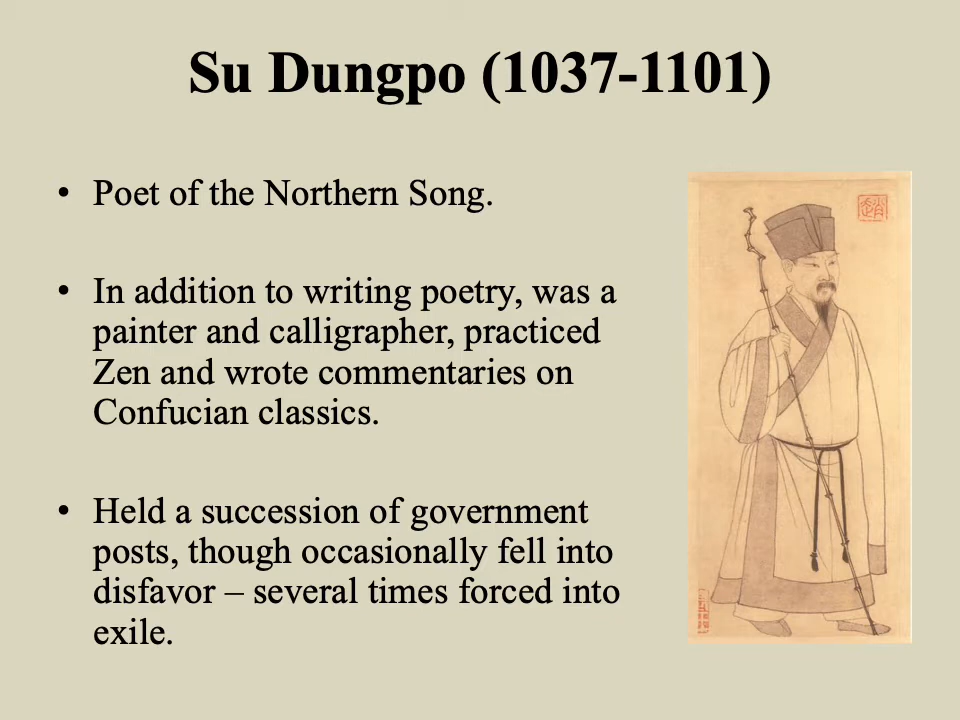 Su Dungpo (1037-1101)
• Poet of the Northern Song.
• In addition to writing poetry, was a
painter and calligrapher, practiced
Zen and wrote commentaries on
Confucian classics.
• Held a succession of government
posts, though occasionally fell into
disfavor – several times forced into
exile.